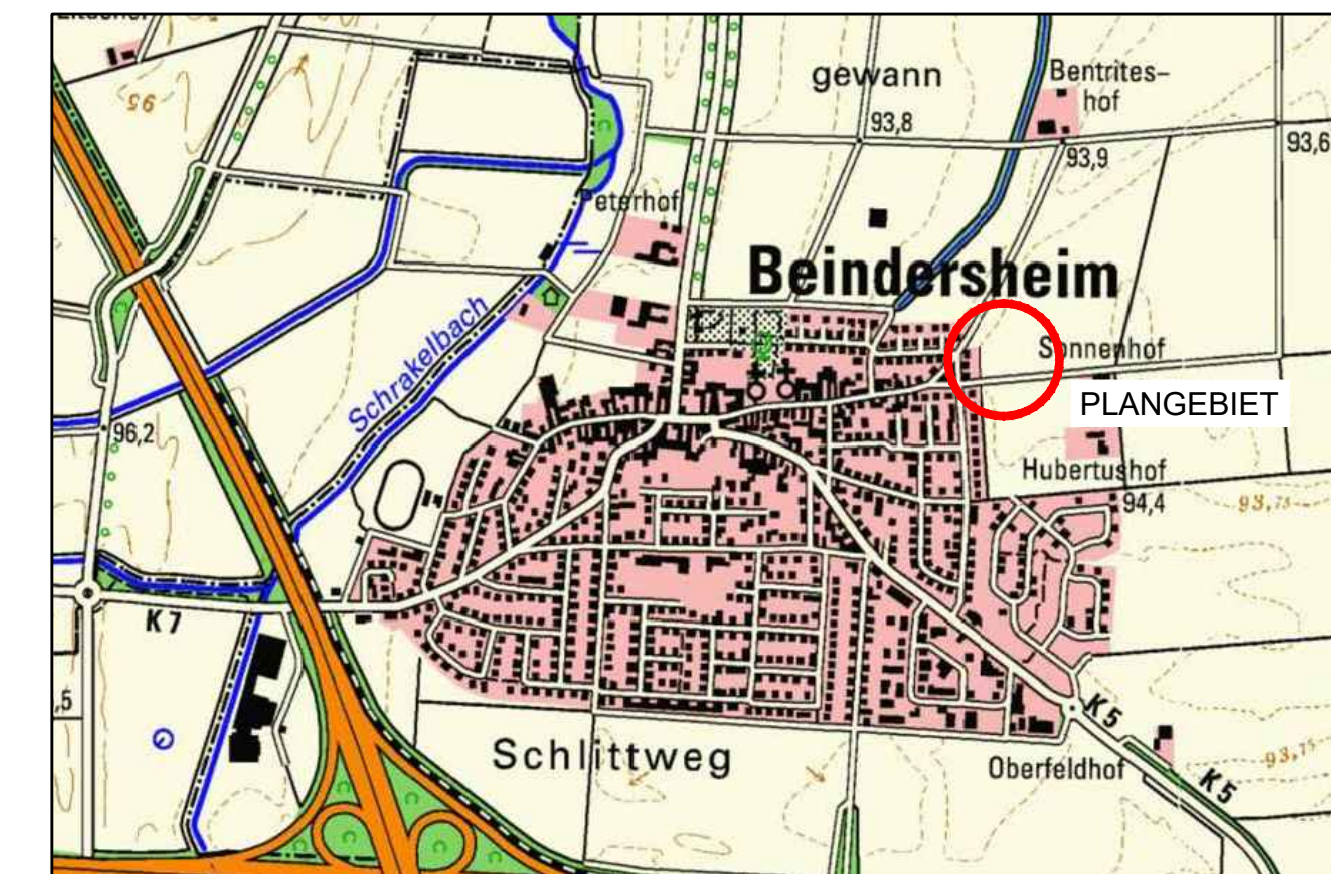 gewann
Bentrites-
hof
95
93,8
93,9
93,6
Peterhof
Beindersheim
Schrakelbach
Sonnenhof
PLANGEBIET
96,2
Hubertushof
94,4
93,75
K 7
,5
K 5
Schlittweg
Oberfeldhof
93,75
K 5